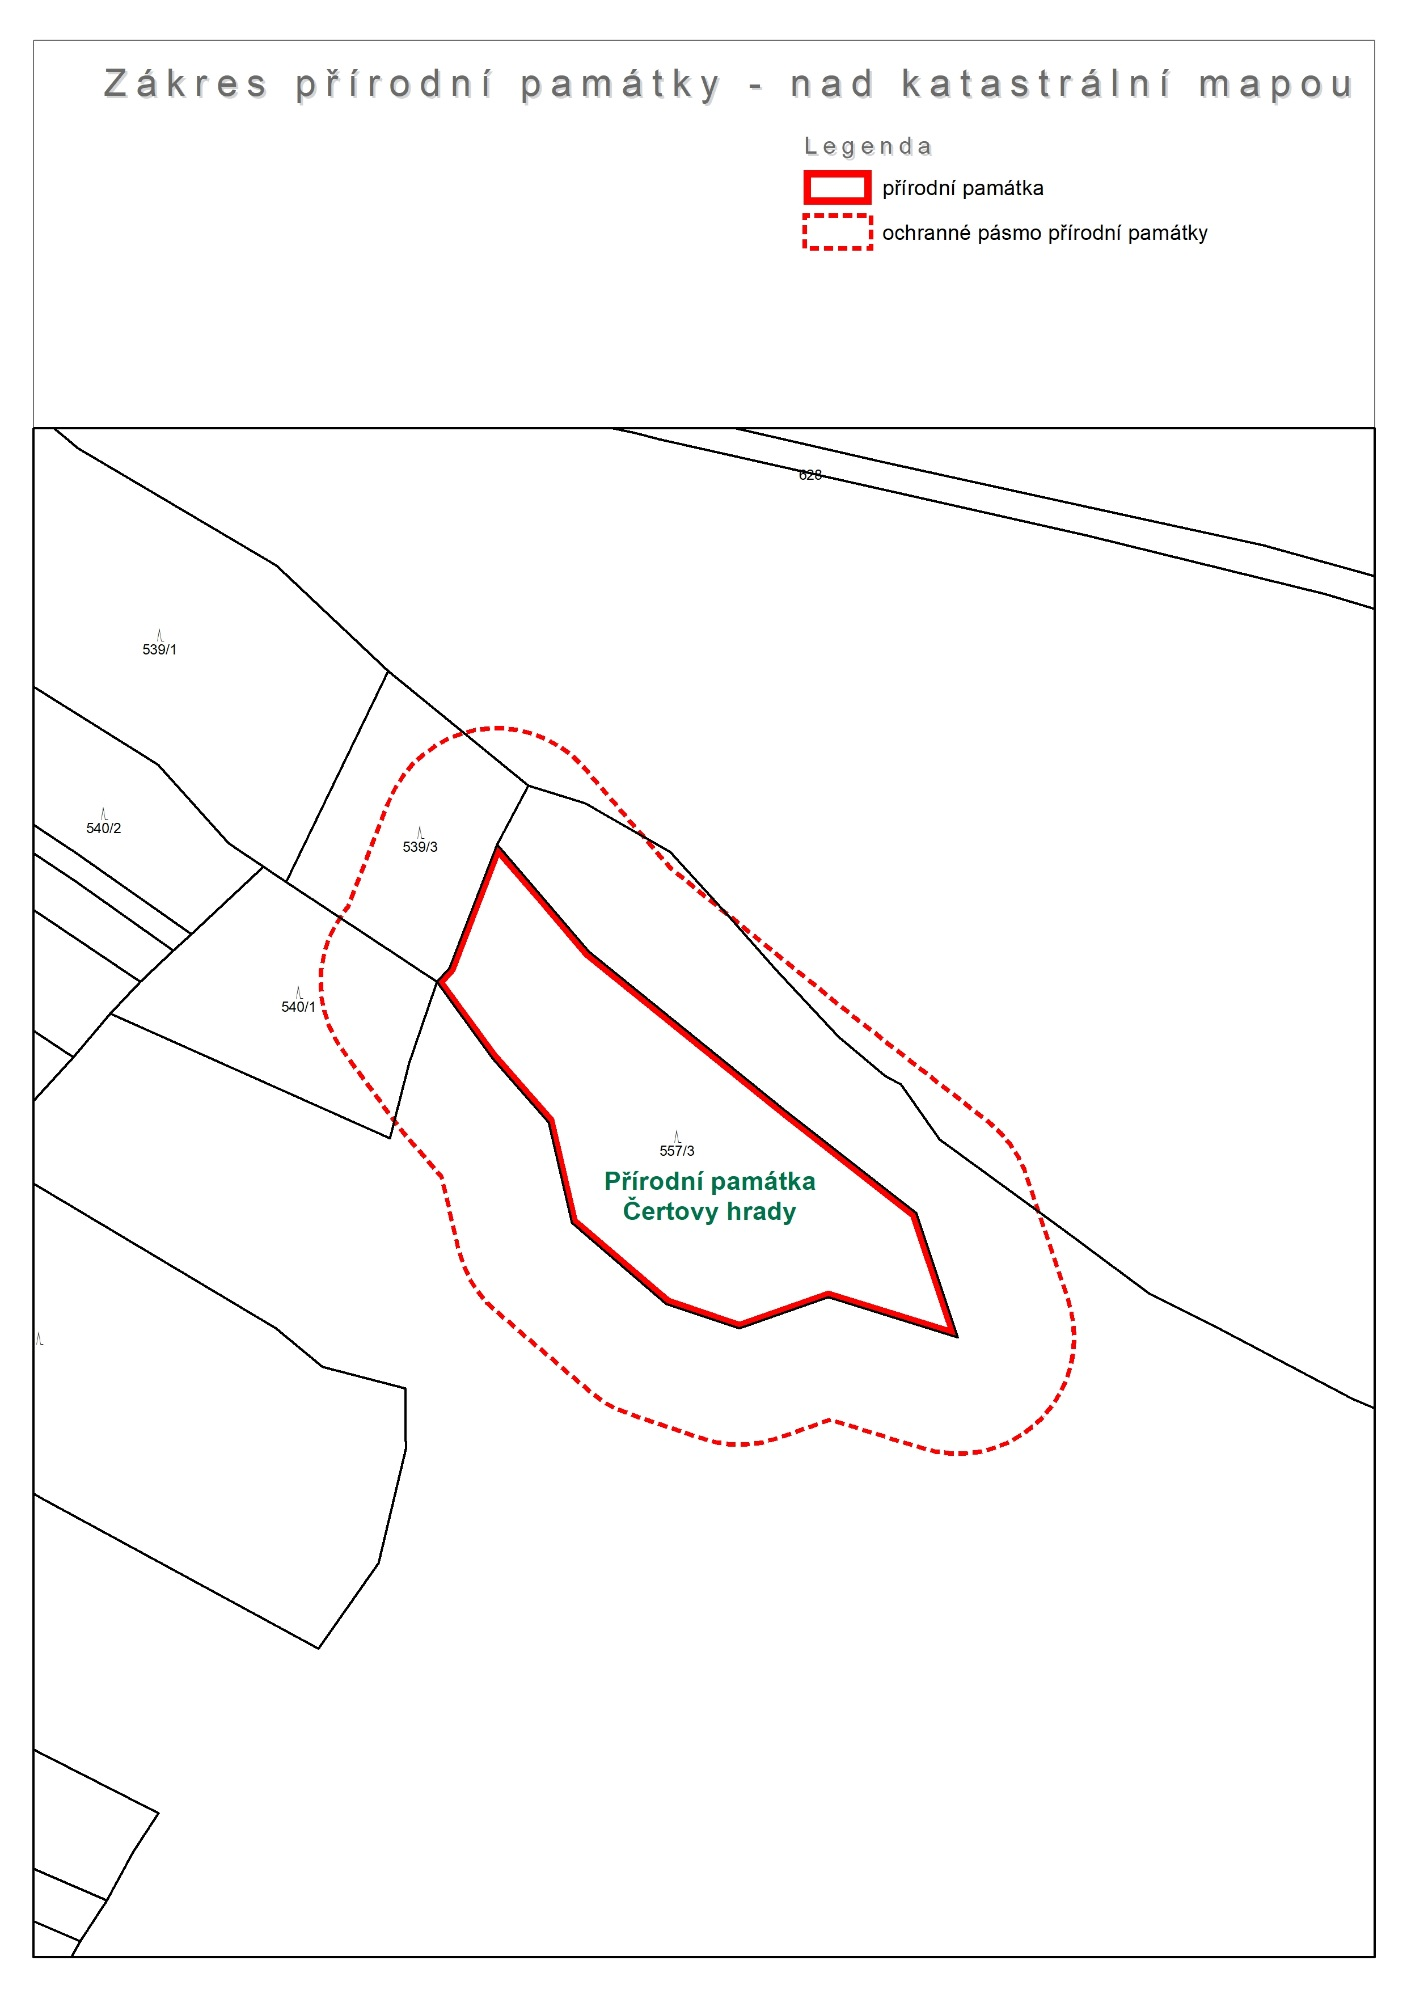 Zákres přírodní památky - nad katastrální mapou
Legenda
přírodní památka
ochranné pásmo přírodní památky
628
539/1
540/2
539/3
540/1
557/3
Přírodní památka
Čertovy hrady